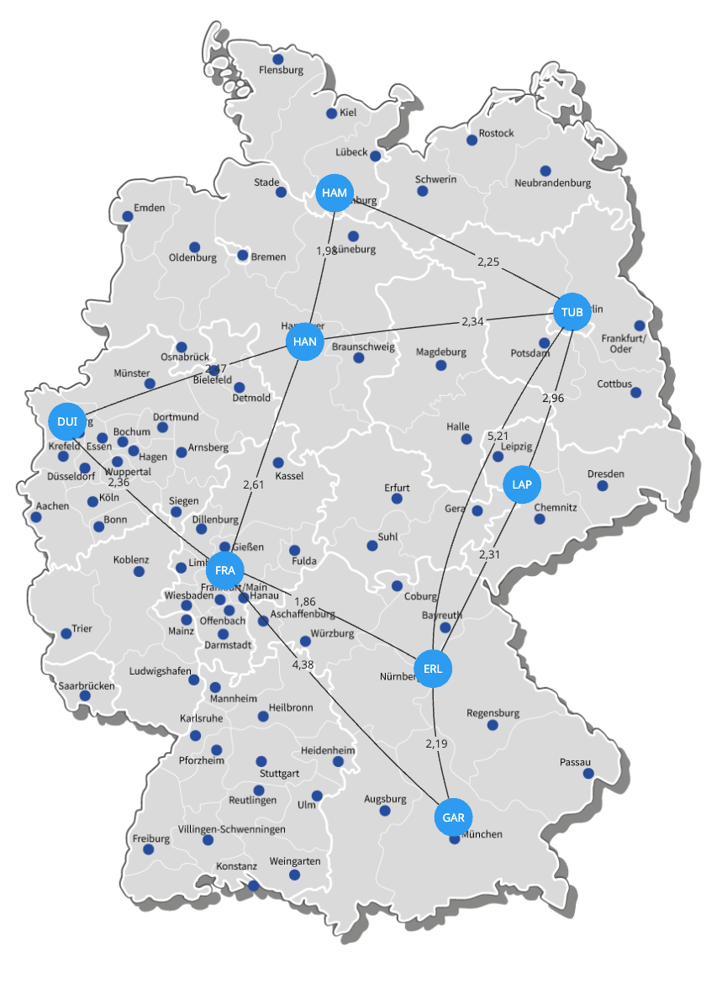 Flensburg
Kiel
Rostock
Lübeck
Neubrandenburg
Schwerin
Stade
HAM
burg
Emden
1,98
Lüneburg
Oldenburg
Bremen
2,25
TUB
rlin
2,34
HAN
Frankfurt/
Oder
Braunschweig
Potsdam
Magdeburg
Osnabrück
2,47
Bielefeld
Münster
Detmold
Cottbus
2,96
DUI
rg
Dortmund
Bochum
Halle
5,21
Krefeld
Essen
Hagen
Arnsberg
Leipzig
Düsseldorf
Wuppertal
Kassel
Dresden
2,36
2,61
LAP
Erfurt
Köln
Aachen
Siegen
Gera
Chemnitz
Bonn
Dillenburg
Suhl
Gießen
2,31
Koblenz
Limb
FRA
Fulda
Frankfurt/Main
Wiesbaden
Hanau
1,86
Coburg
Offenbach
Aschaffenburg
Bayreuth
Trier
Mainz
Darmstadt
Würzburg
4,38
ERL
Nürnberg
Ludwigshafen
Saarbrücken
Mannheim
Heilbronn
Karlsruhe
Regensburg
2,19
Pforzheim
Heidenheim
Stuttgart
Passau
Reutlingen
Ulm
Augsburg
GAR
München
Villingen-Schwenningen
Freiburg
Konstanz
Weingarten